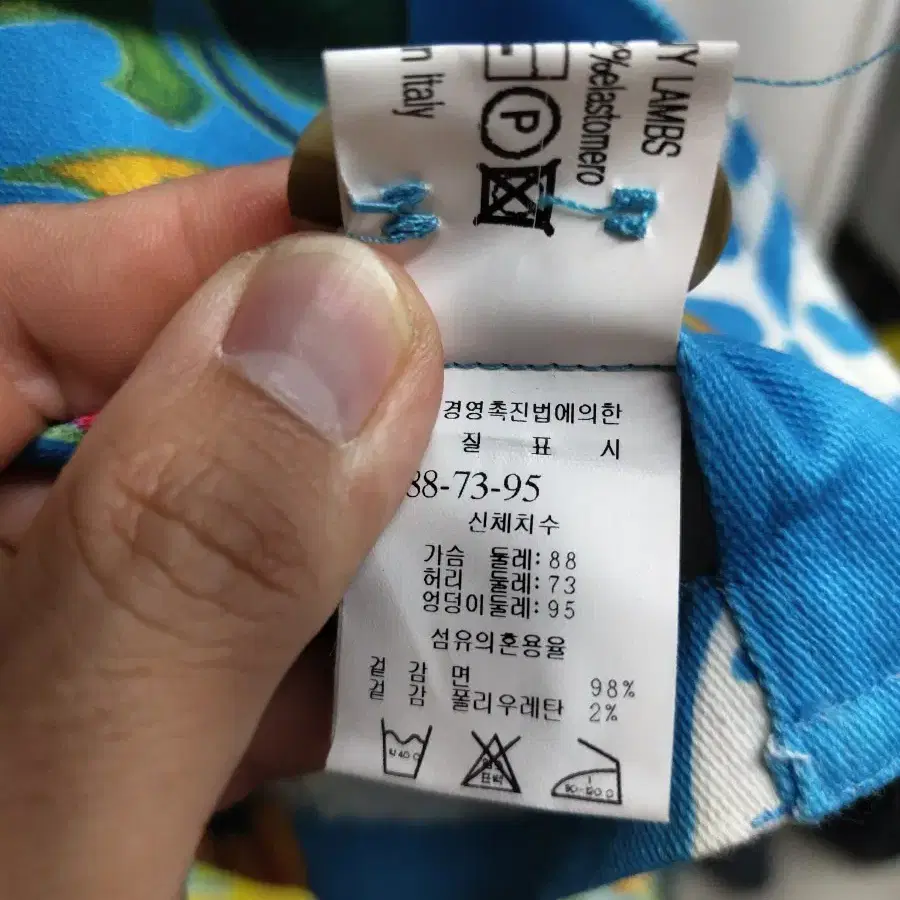 JY LAMBS
%elastomero
P
n italy
경영촉진법에의한
질 표 시
88-73-95
신체치수
가슴 둘레: 88
허리 둘레: 73
엉덩이둘레: 95
섬유의혼용율
겉 감 면 98%
겉 감 폴리우레탄 2%